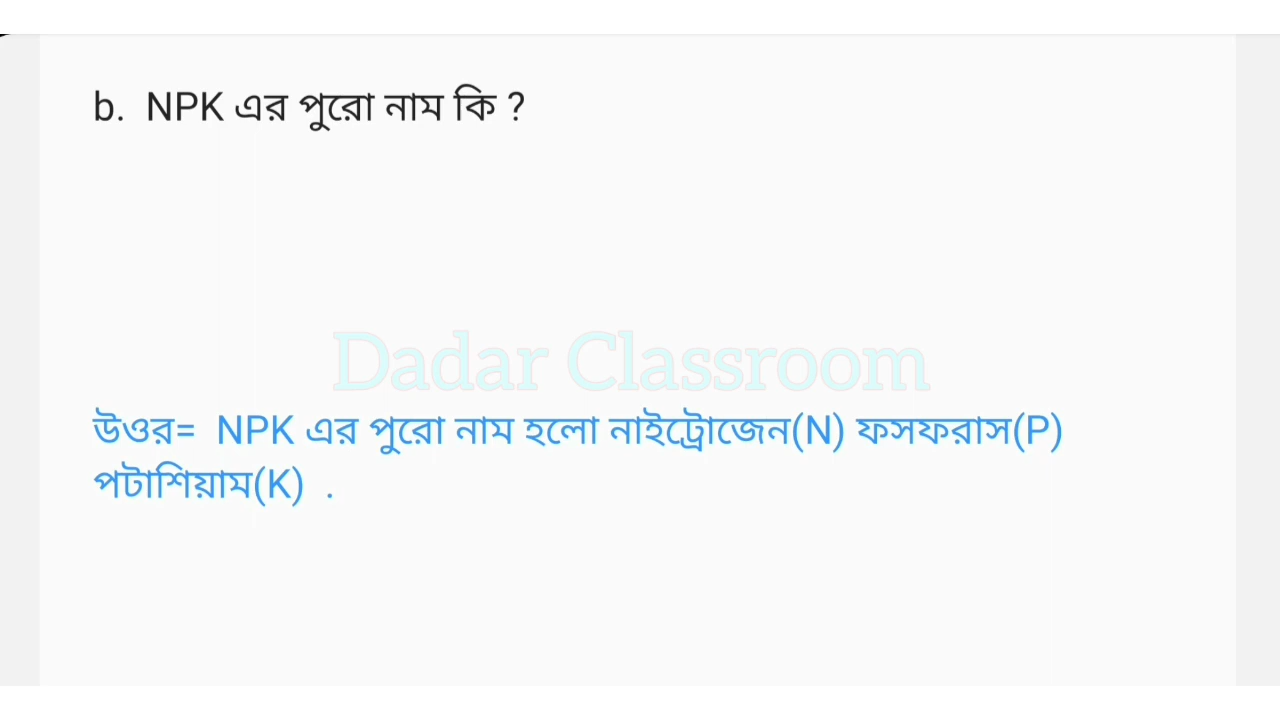 b. NPK এর পুরো নাম কি ?
Dadar Classroom
উওর= NPK এর পুরো নাম হলো নাইট্রোজেন(N) ফসফরাস(P)
পটাশিয়াম(K) .